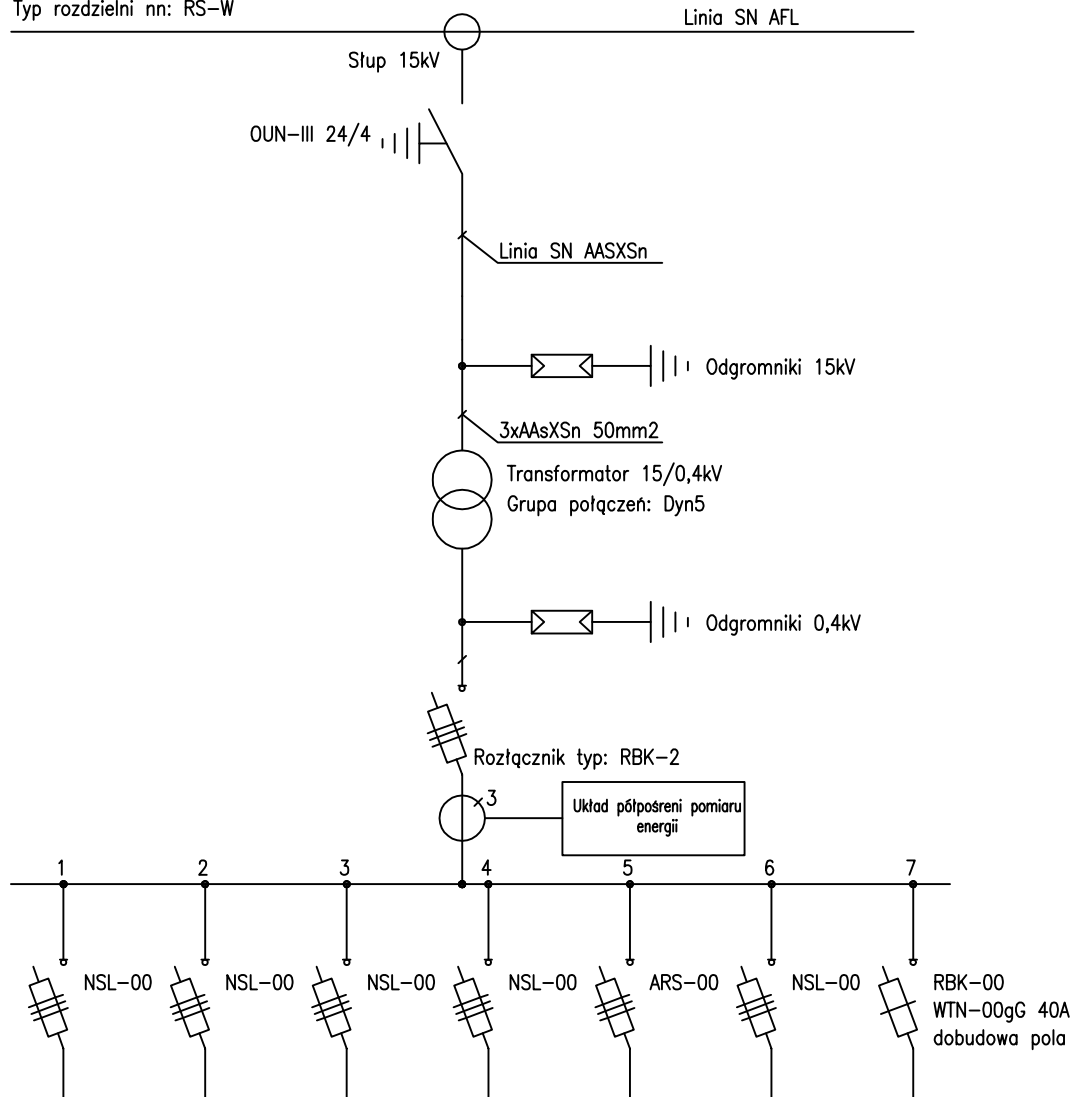 Typ rozdzielni nn: RS-W
Linia SN AFL
Słup 15kV
OUN-III 24/4
Linia SN AASXSn
Odgromniki 15kV
3xAAsXSn 50mm2
Transformator 15/0,4kV
Grupa połączeń: Dyn5
Odgromniki 0,4kV
Rozłącznik typ: RBK-2
3
Układ półpośreni pomiaru
energii
1 2 3 4 5 6 7
NSL-00 NSL-00 NSL-00 NSL-00 ARS-00 NSL-00 RBK-00
WTN-00gG 40A
dobudowa pola